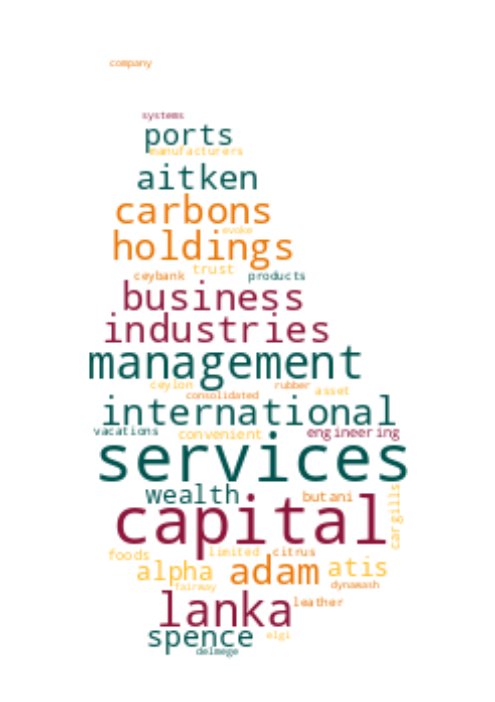 company
systems
ports
manufacturers
aitken
carbons
evoke
holdings
trust
ceybank products
business
industries
management
ceylon rubber asset
consolidated
international
vacations convenient engineering
services
wealth butani cargills
capital
foods limited citrus
alpha adam atis
fairway dynawash
lanka leather
spence elgi
delmege